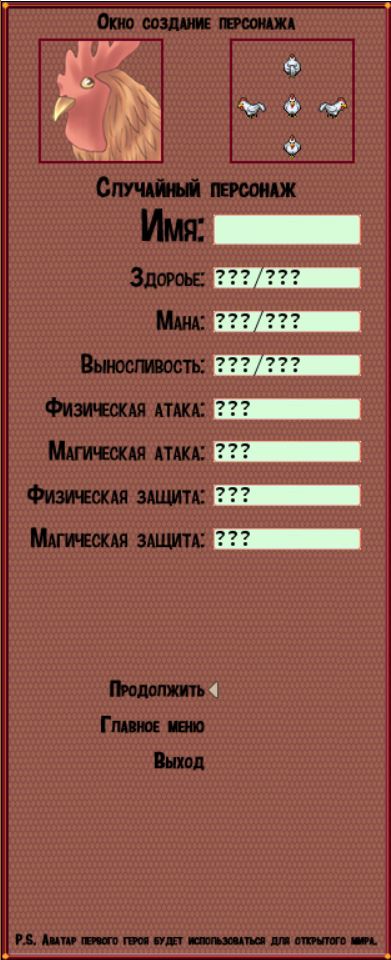 Окно создание персонажа
Случайный персонаж
Имя:
Здороье: ???/???
Мана: ???/???
Выносливость: ???/???
Физическая атака: ???
Магическая атака: ???
Физическая защита: ???
Магическая защита: ???
Продолжить
Главное меню
Выход
P.S. Аватар первого героя будет использоваться для открытого мира.